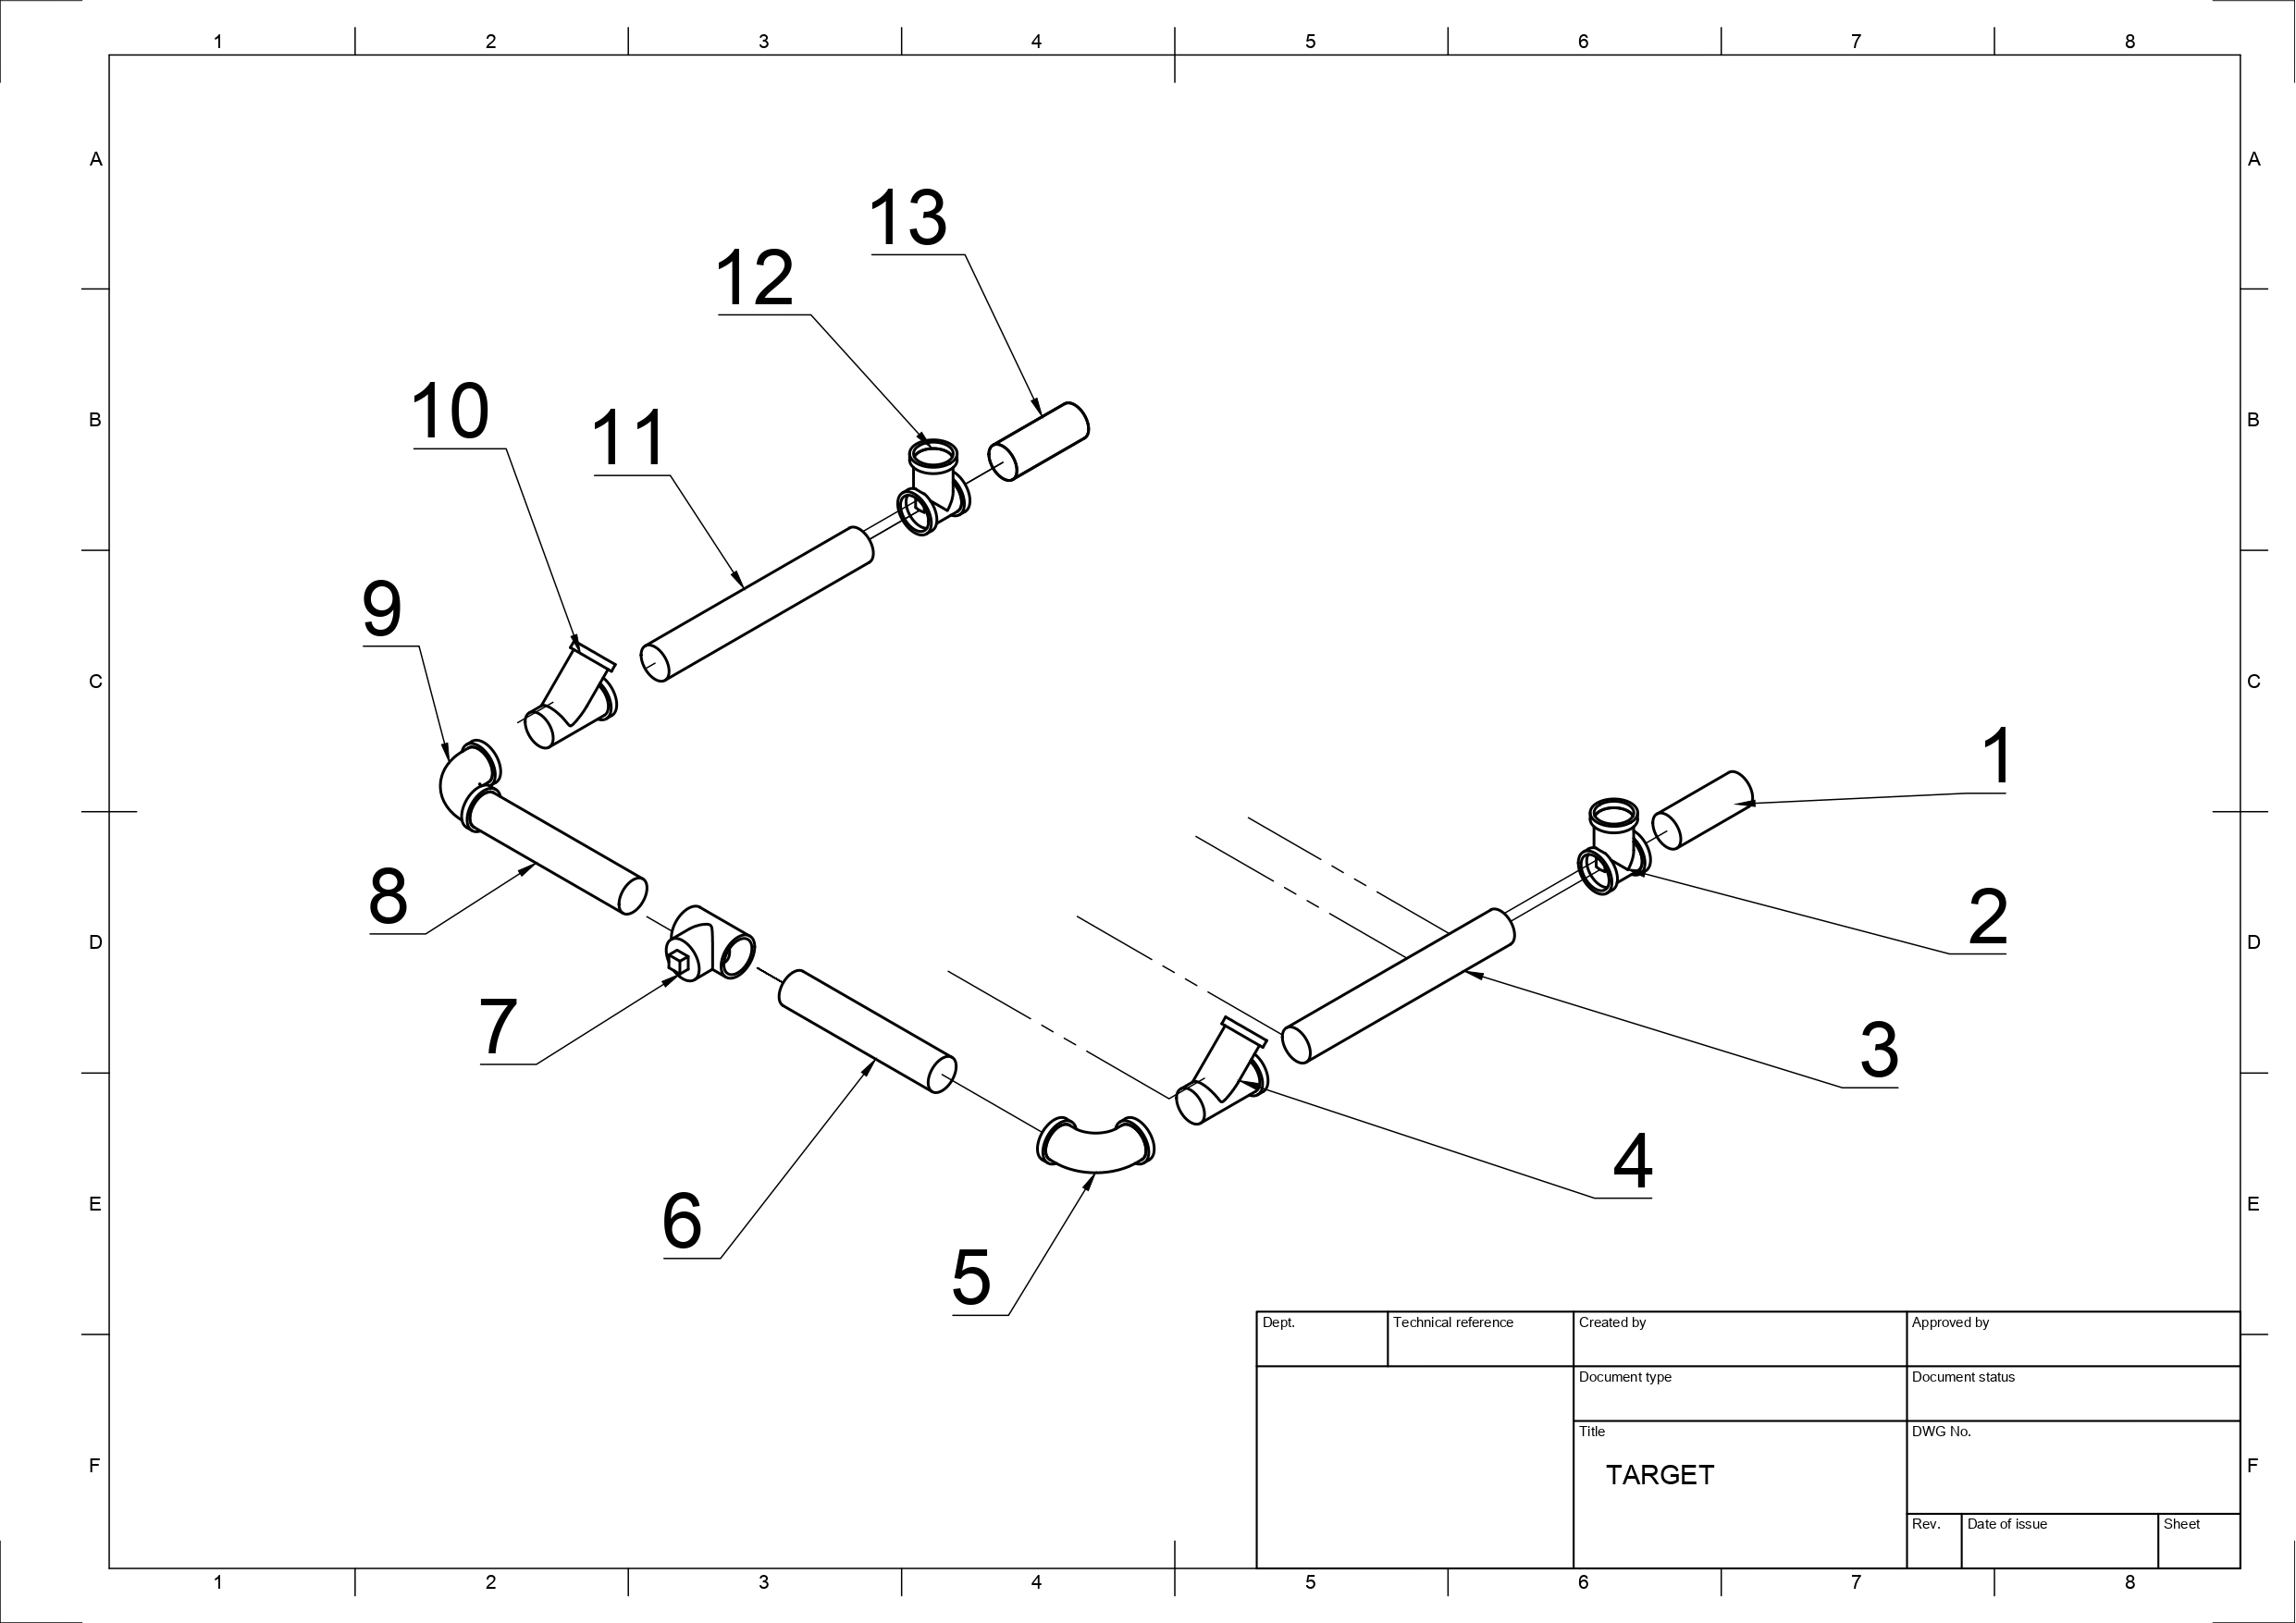 1 2 3 4 5 6 7 8
A A
13
12
10
11
B B
9
C C
1
8
2
D D
7
3
4
6
5
E E
Dept. Technical reference Created by Approved by
Document type Document status
Title DWG No.
F TARGET F
Rev. Date of issue Sheet
1 2 3 4 5 6 7 8